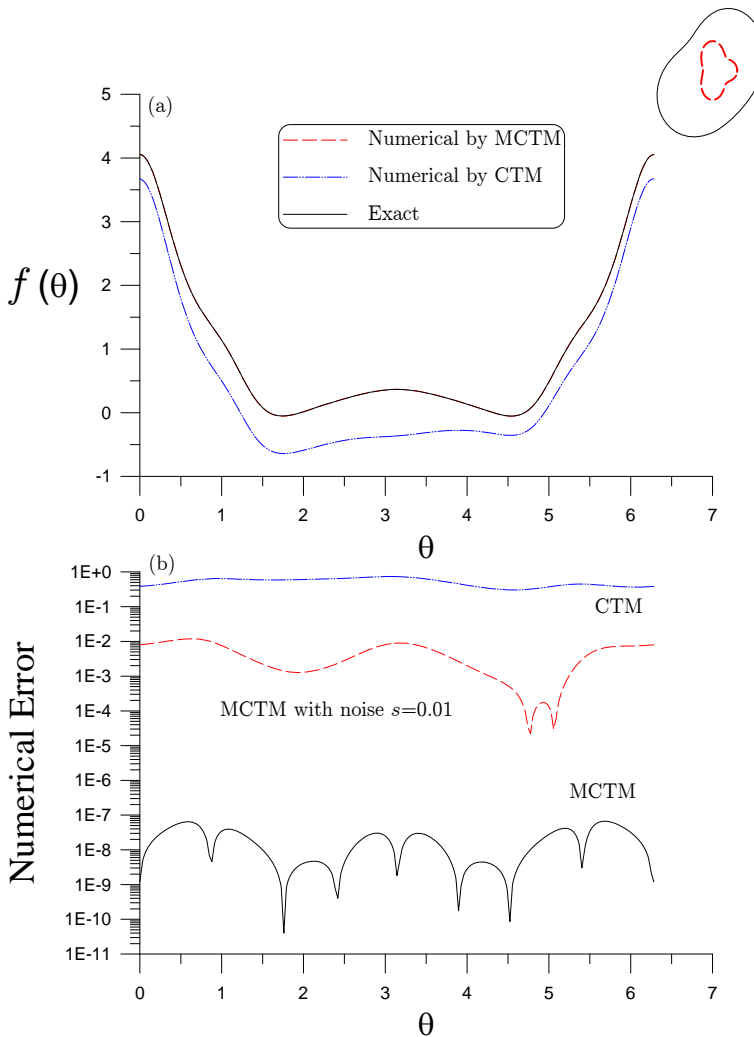 (a)
5
4
3
2
1
0
-1
f (θ)
Numerical by MCTM
Numerical by CTM
Exact
0 1 2 3 4 5 6 7
θ
(b)
1E+0
1E-1
1E-2
1E-3
1E-4
1E-5
1E-6
1E-7
1E-8
1E-9
1E-10
1E-11
Numerical Error
CTM
MCTM with noise s=0.01
MCTM
0 1 2 3 4 5 6 7
θ